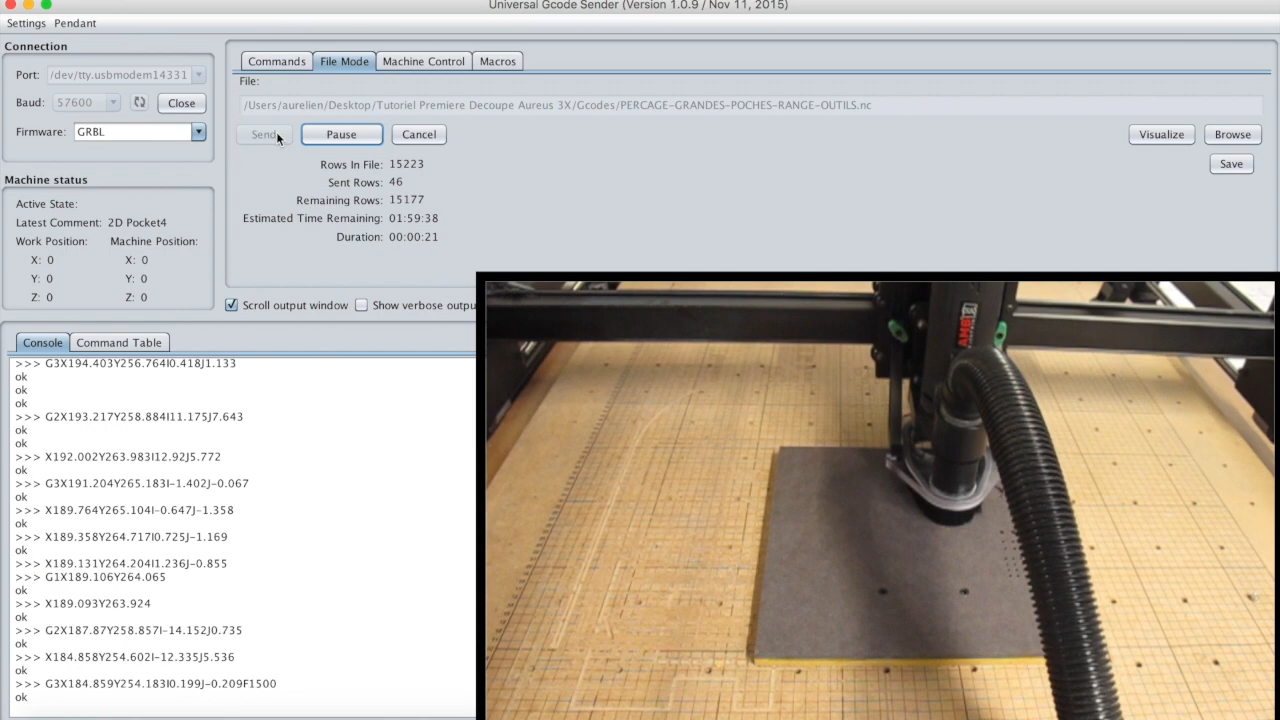 Universal Gcode Sender (Version 1.0.9 / Nov 11, 2015)
Settings Pendant
Connection
Port: /dev/tty.usbmodem14331
Baud: 57600 Close
Firmware: GRBL
Machine status
Active State:
Latest Comment: 2D Pocket4
Work Position: Machine Position:
X: 0 X: 0
Y: 0 Y: 0
Z: 0 Z: 0
Commands File Mode Machine Control Macros
File:
/Users/aurelien/Desktop/Tutoriel Premiere Decoupe Aureus 3X/Gcodes/PERCAGE-GRANDES-POCHES-RANGE-OUTILS.nc
Send Pause Cancel Visualize Browse
Save
Rows In File: 15223
Sent Rows: 46
Remaining Rows: 15177
Estimated Time Remaining: 01:59:38
Duration: 00:00:21
Scroll output window Show verbose outpu
Console Command Table
>>> G3X194.403Y256.764I0.418J1.133
ok
ok
ok
>>> G2X193.217Y258.884I11.175J7.643
ok
ok
>>> X192.002Y263.983I12.92J5.772
ok
>>> G3X191.204Y265.183I-1.402J-0.067
ok
>>> X189.764Y265.104I-0.647J-1.358
ok
>>> X189.358Y264.717I0.725J-1.169
ok
>>> X189.131Y264.204I1.236J-0.855
>>> G1X189.106Y264.065
ok
>>> X189.093Y263.924
ok
>>> G2X187.87Y258.857I-14.152J0.735
ok
>>> X184.858Y254.602I-12.335J5.536
ok
>>> G3X184.859Y254.183I0.199J-0.209F1500
ok